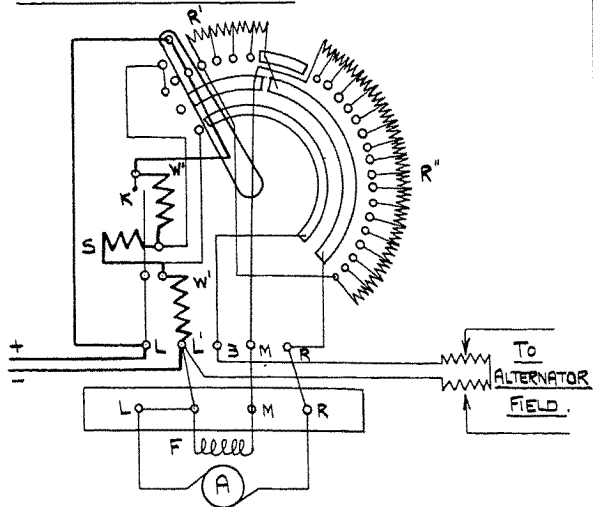 R'
R"
W"
K
S
W'
+
L L' 3 M R
−
TO
ALTERNATOR
FIELD.
L M R
F
A